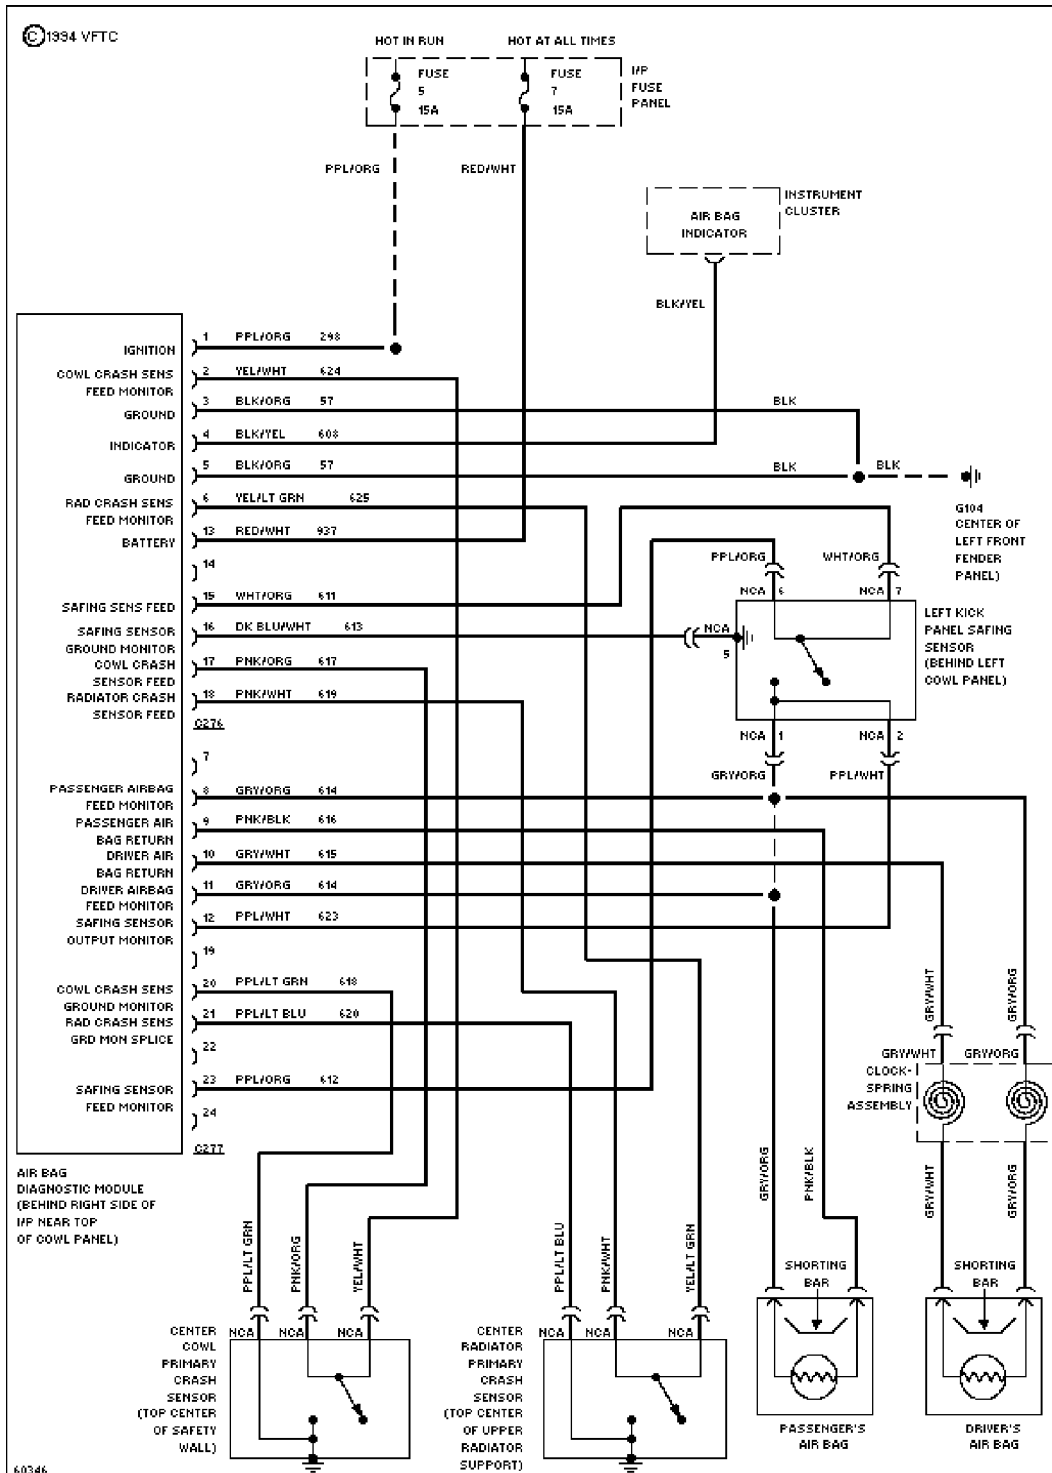 © 1994 VFTC
HOT IN RUN
HOT AT ALL TIMES
FUSE
5
15A
FUSE
7
15A
I/P
FUSE
PANEL
PPL/ORG
RED/WHT
INSTRUMENT
CLUSTER
AIR BAG
INDICATOR
BLK/YEL
IGNITION
1 PPL/ORG 298
COWL CRASH SENS
FEED MONITOR
2 YEL/WHT 624
GROUND
3 BLK/ORG 57
BLK
INDICATOR
4 BLK/YEL 608
GROUND
5 BLK/ORG 57
BLK
BLK
RAD CRASH SENS
FEED MONITOR
6 YEL/LT GRN 625
BATTERY
13 RED/WHT 937
14
SAFING SENS FEED
15 WHT/ORG 611
SAFING SENSOR
GROUND MONITOR
16 DK BLU/WHT 613
COWL CRASH
SENSOR FEED
17 PNK/ORG 617
RADIATOR CRASH
SENSOR FEED
18 PNK/WHT 619
C276
G104
CENTER OF
LEFT FRONT
FENDER
PANEL)
PPL/ORG
WHT/ORG
NCA 6
NCA 7
NCA
5
LEFT KICK
PANEL SAFING
SENSOR
(BEHIND LEFT
COWL PANEL)
NCA 1
NCA 2
GRY/ORG
PPL/WHT
7
PASSENGER AIRBAG
FEED MONITOR
8 GRY/ORG 614
PASSENGER AIR
BAG RETURN
9 PNK/BLK 616
DRIVER AIR
BAG RETURN
10 GRY/WHT 615
DRIVER AIRBAG
FEED MONITOR
11 GRY/ORG 614
SAFING SENSOR
OUTPUT MONITOR
12 PPL/WHT 623
19
COWL CRASH SENS
GROUND MONITOR
20 PPL/LT GRN 618
RAD CRASH SENS
GRD MON SPLICE
21 PPL/LT BLU 620
22
SAFING SENSOR
FEED MONITOR
23 PPL/ORG 612
24
C277
AIR BAG
DIAGNOSTIC MODULE
(BEHIND RIGHT SIDE OF
I/P NEAR TOP
OF COWL PANEL)
GRY/WHT
GRY/ORG
GRY/WHT
GRY/ORG
CLOCK-
SPRING
ASSEMBLY
GRY/ORG
PNK/BLK
GRY/WHT
GRY/ORG
PPL/LT GRN
PNK/ORG
YEL/WHT
PPL/LT BLU
PNK/WHT
YEL/LT GRN
SHORTING
BAR
SHORTING
BAR
CENTER
COWL
PRIMARY
CRASH
SENSOR
(TOP CENTER
OF SAFETY
WALL)
NCA
NCA
NCA
CENTER
RADIATOR
PRIMARY
CRASH
SENSOR
(TOP CENTER
OF UPPER
RADIATOR
SUPPORT)
NCA
NCA
NCA
PASSENGER'S
AIR BAG
DRIVER'S
AIR BAG
60346